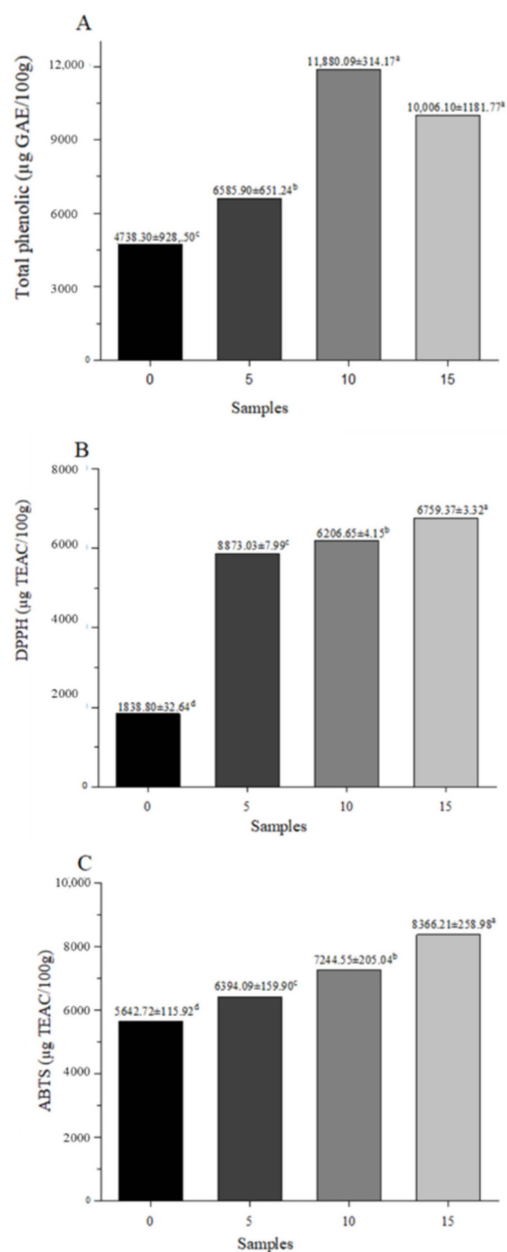 A
Total phenolic (µg GAE/100g)
12,000
9000
6000
3000
0
4738.30±928,.50ᶜ
6585.90±651.24ᵇ
11,880.09±314.17ᵃ
10,006.10±1181.77ᵃ
0 5 10 15
Samples
B
DPPH (µg TEAC/100g)
8000
6000
4000
2000
0
1838.80±32.64ᵈ
8873.03±7.99ᶜ
6206.65±4.15ᵇ
6759.37±3.32ᵃ
0 5 10 15
Samples
C
ABTS (µg TEAC/100g)
10,000
8000
6000
4000
2000
0
5642.72±115.92ᵈ
6394.09±159.90ᶜ
7244.55±205.04ᵇ
8366.21±258.98ᵃ
0 5 10 15
Samples